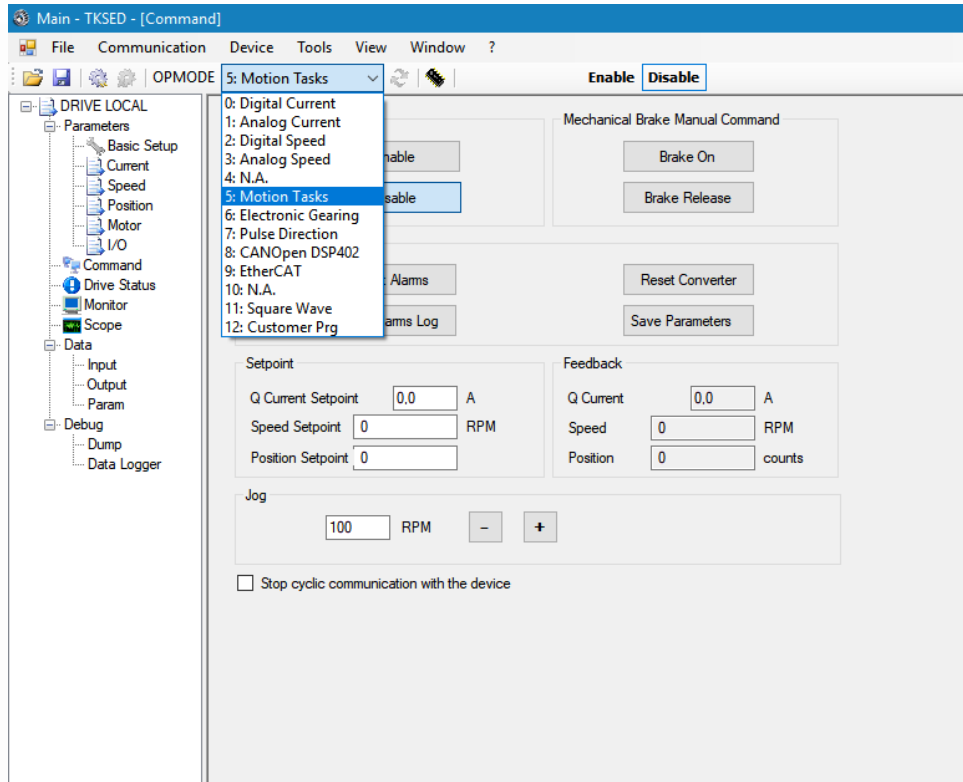 Main - TKSED - [Command]
File Communication Device Tools View Window ?
OPMODE 5: Motion Tasks Enable Disable
0: Digital Current
1: Analog Current
2: Digital Speed
3: Analog Speed
4: N.A.
5: Motion Tasks
6: Electronic Gearing
7: Pulse Direction
8: CANOpen DSP402
9: EtherCAT
10: N.A.
11: Square Wave
12: Customer Prg
DRIVE LOCAL
Parameters
Basic Setup
Current
Speed
Position
Motor
I/O
Command
Drive Status
Monitor
Scope
Data
Input
Output
Param
Debug
Dump
Data Logger
Mechanical Brake Manual Command
Brake On
Brake Release
Alarms
Reset Converter
Log
Save Parameters
Setpoint
Q Current Setpoint 0,0 A
Speed Setpoint 0 RPM
Position Setpoint 0
Feedback
Q Current 0,0 A
Speed 0 RPM
Position 0 counts
Jog
100 RPM - +
Stop cyclic communication with the device